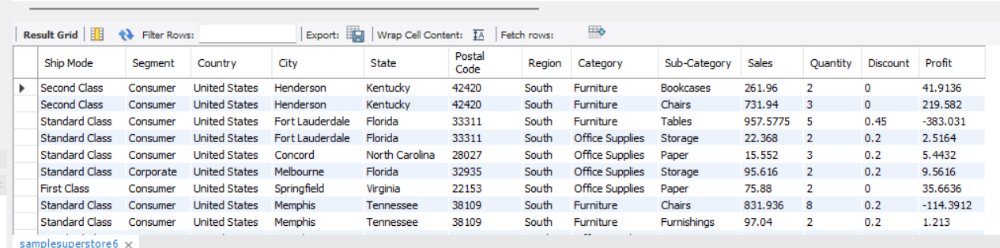 Result Grid Filter Rows: Export: Wrap Cell Content: Fetch rows:
Ship Mode Segment Country City State Postal Code Region Category Sub-Category Sales Quantity Discount Profit
Second Class Consumer United States Henderson Kentucky 42420 South Furniture Bookcases 261.96 2 0 41.9136
Second Class Consumer United States Henderson Kentucky 42420 South Furniture Chairs 731.94 3 0 219.582
Standard Class Consumer United States Fort Lauderdale Florida 33311 South Furniture Tables 957.5775 5 0.45 -383.031
Standard Class Consumer United States Fort Lauderdale Florida 33311 South Office Supplies Storage 22.368 2 0.2 2.5164
Standard Class Consumer United States Concord North Carolina 28027 South Office Supplies Paper 15.552 3 0.2 5.4432
Standard Class Corporate United States Melbourne Florida 32935 South Office Supplies Storage 95.616 2 0.2 9.5616
First Class Consumer United States Springfield Virginia 22153 South Office Supplies Paper 75.88 2 0 35.6636
Standard Class Consumer United States Memphis Tennessee 38109 South Furniture Chairs 831.936 8 0.2 -114.3912
Standard Class Consumer United States Memphis Tennessee 38109 South Furniture Furnishings 97.04 2 0.2 1.213
samplesuperstore6